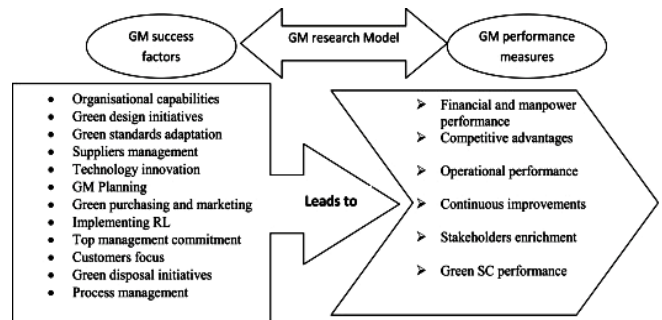 GM success
factors
GM research Model
GM performance
measures
Organisational capabilities
Green design initiatives
Green standards adaptation
Suppliers management
Technology innovation
GM Planning
Green purchasing and marketing
Implementing RL
Top management commitment
Customers focus
Green disposal initiatives
Process management
Leads to
Financial and manpower
performance
Competitive advantages
Operational performance
Continuous improvements
Stakeholders enrichment
Green SC performance